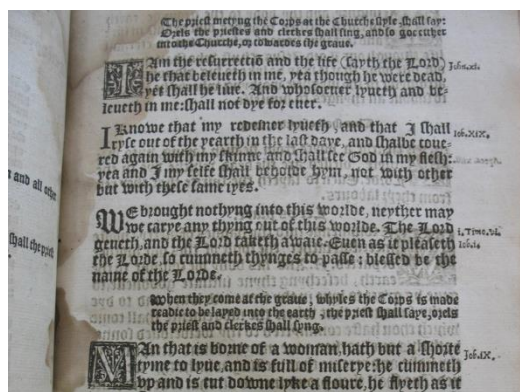 The priest metyng the Corps at the Churche style, shall say:
Orels the priestes and clerkes shall sing, and so goe eyther
into the Churche, or towardes the graue.
I Am the resurrectiõ and the life (sayth the Lord) John.xi.
he that beleueth in me, yea though he were dead,
yet shall he liue. And whosoeuer lyueth and be-
leueth in me: shall not dye for euer.
I Knowe that my redemer lyueth, and that I shall Iob.XIX.
ryse out of the yearth in the last daye, and shalbe coue-
red again with my skinne, and shall see God in my flesh:
yea and I my selfe shall beholde hym, not with other
but with these same iyes.
WE brought nothyng into this worlde, neyther may
we carye any thyng out of this worlde. The Lord i.Time.vi.
geueth, and the Lord taketh awaie. Euen as it pleaseth Iob.i.
the Lorde, so cummeth thynges to passe: blessed be the
name of the Lorde.
when they come at the graue, whyles the Corps is made
readie to be layed into the earth, the priest shall saye, orels
the priest and clerkes shall syng.
MAn that is borne of a woman, hath but a shorte Job.IX.
tyme to lyue, and is full of miserye: he cummeth
vp and is cut downe lyke a floure, he flyeth as it
n and all other
shall the priest